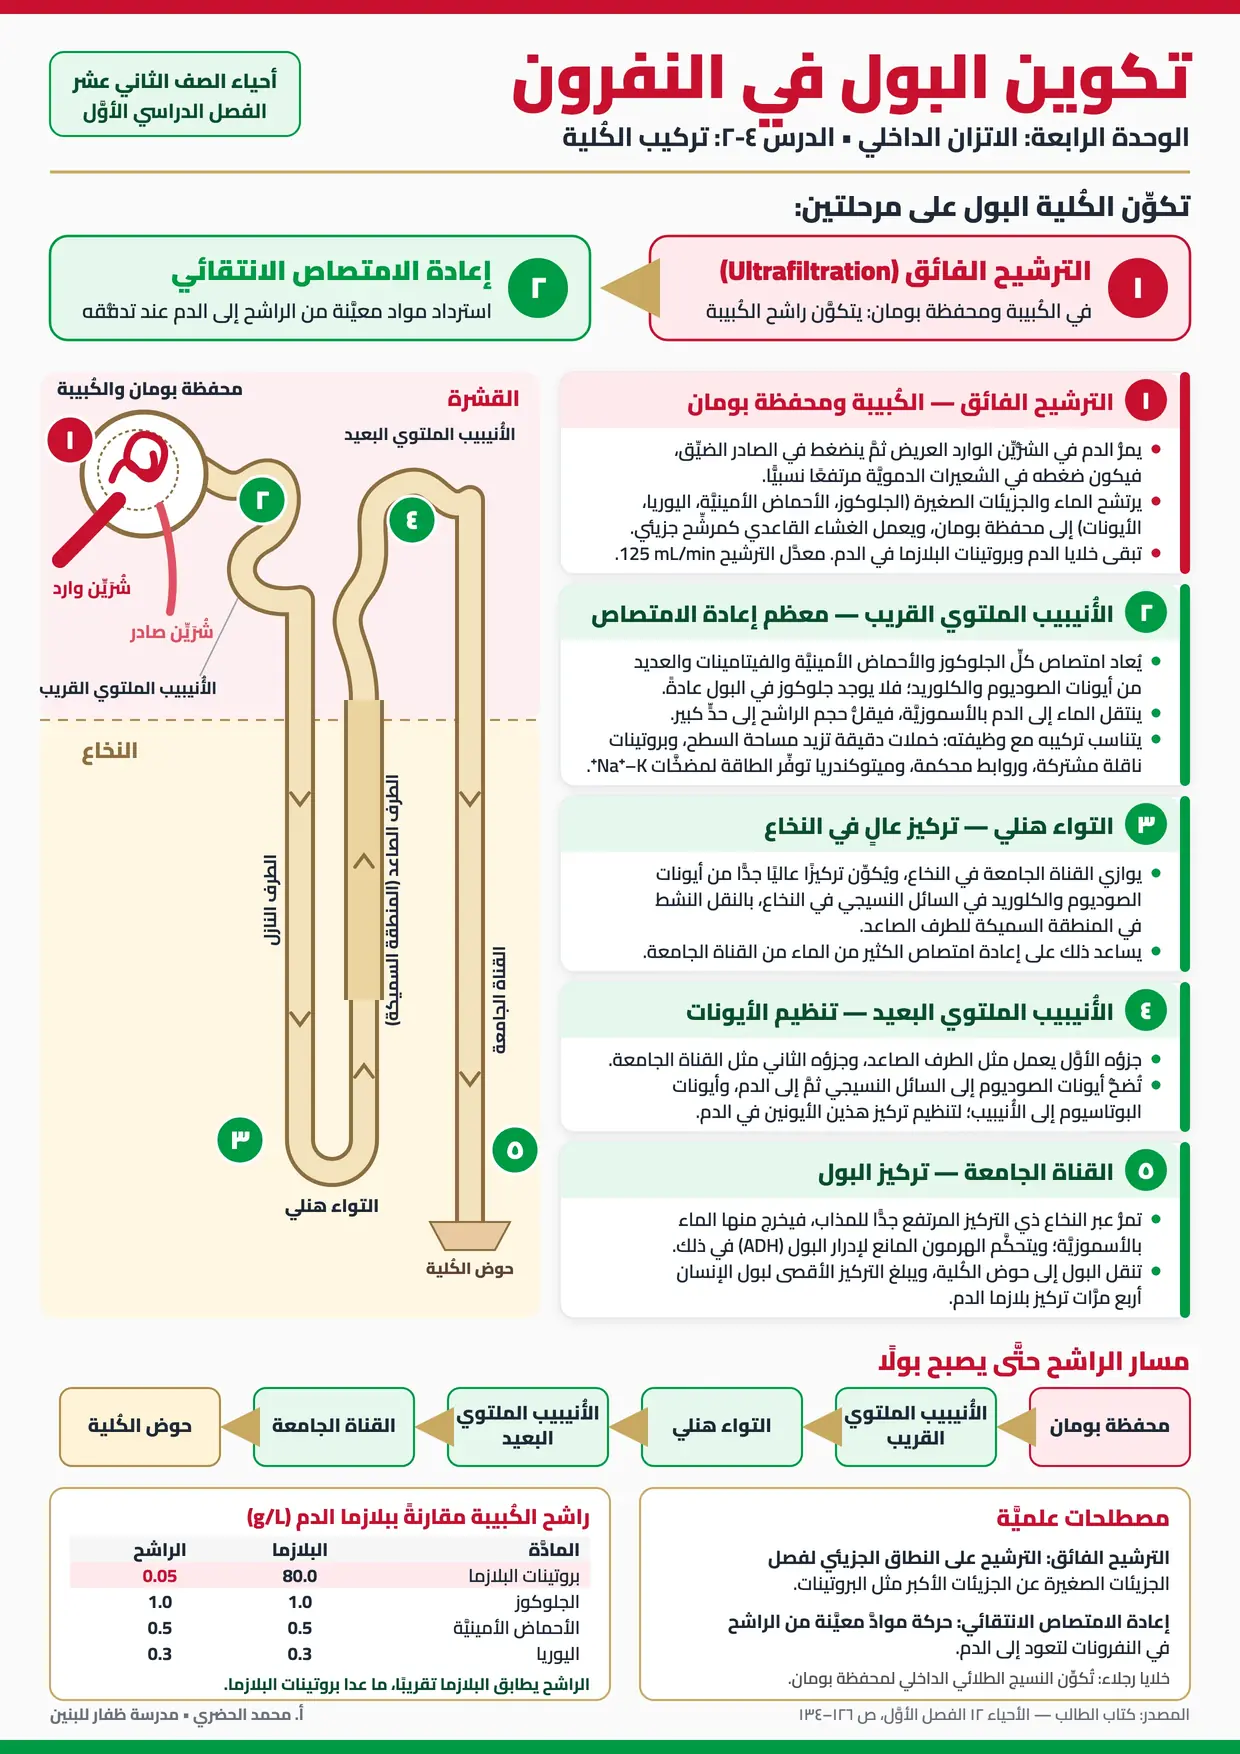 تكوين البول في النفرون
الوحدة الرابعة: الاتزان الداخلي • الدرس ٤-٢: تركيب الكُلية
أحياء الصف الثاني عشر
الفصل الدراسي الأوَّل
تكوِّن الكُلية البول على مرحلتين:
١
الترشيح الفائق (Ultrafiltration)
في الكُبيبة ومحفظة بومان: يتكوَّن راشح الكُبيبة
٢
إعادة الامتصاص الانتقائي
استرداد مواد معيَّنة من الراشح إلى الدم عند تدفُّقه
١
الترشيح الفائق — الكُبيبة ومحفظة بومان
يمرُّ الدم في الشُرَيِّن الوارد العريض ثمَّ ينضغط في الصادر الضيِّق،
فيكون ضغطه في الشعيرات الدمويَّة مرتفعًا نسبيًّا.
يرتشح الماء والجزيئات الصغيرة (الجلوكوز، الأحماض الأمينيَّة، اليوريا،
الأيونات) إلى محفظة بومان، ويعمل الغشاء القاعدي كمرشِّح جزيئي.
تبقى خلايا الدم وبروتينات البلازما في الدم. معدَّل الترشيح 125 mL/min.
٢
الأُنيبيب الملتوي القريب — معظم إعادة الامتصاص
يُعاد امتصاص كلِّ الجلوكوز والأحماض الأمينيَّة والفيتامينات والعديد
من أيونات الصوديوم والكلوريد؛ فلا يوجد جلوكوز في البول عادةً.
ينتقل الماء إلى الدم بالأسموزيَّة، فيقلُّ حجم الراشح إلى حدٍّ كبير.
يتناسب تركيبه مع وظيفته: خملات دقيقة تزيد مساحة السطح، وبروتينات
ناقلة مشتركة، وروابط محكمة، وميتوكندريا توفِّر الطاقة لمضخَّات Na⁺–K⁺.
٣
التواء هنلي — تركيز عالٍ في النخاع
يوازي القناة الجامعة في النخاع، ويُكوِّن تركيزًا عاليًا جدًّا من أيونات
الصوديوم والكلوريد في السائل النسيجي في النخاع، بالنقل النشط
في المنطقة السميكة للطرف الصاعد.
يساعد ذلك على إعادة امتصاص الكثير من الماء من القناة الجامعة.
٤
الأُنيبيب الملتوي البعيد — تنظيم الأيونات
جزؤه الأوَّل يعمل مثل الطرف الصاعد، وجزؤه الثاني مثل القناة الجامعة.
تُضخُّ أيونات الصوديوم إلى السائل النسيجي ثمَّ إلى الدم، وأيونات
البوتاسيوم إلى الأُنيبيب؛ لتنظيم تركيز هذين الأيونين في الدم.
٥
القناة الجامعة — تركيز البول
تمرُّ عبر النخاع ذي التركيز المرتفع جدًّا للمذاب، فيخرج منها الماء
بالأسموزيَّة؛ ويتحكَّم الهرمون المانع لإدرار البول (ADH) في ذلك.
تنقل البول إلى حوض الكُلية، ويبلغ التركيز الأقصى لبول الإنسان
أربع مرَّات تركيز بلازما الدم.
محفظة بومان والكُبيبة
القشرة
الأُنيبيب الملتوي البعيد
١
٢
٤
شُرَيِّن وارد
شُرَيِّن صادر
الأُنيبيب الملتوي القريب
النخاع
الطرف النازل
الطرف الصاعد (المنطقة السميكة)
القناة الجامعة
٣
٥
التواء هنلي
حوض الكُلية
مسار الراشح حتَّى يصبح بولًا
محفظة بومان
الأُنيبيب الملتوي
القريب
التواء هنلي
الأُنيبيب الملتوي
البعيد
القناة الجامعة
حوض الكُلية
مصطلحات علميَّة
الترشيح الفائق: الترشيح على النطاق الجزيئي لفصل
الجزيئات الصغيرة عن الجزيئات الأكبر مثل البروتينات.
إعادة الامتصاص الانتقائي: حركة موادَّ معيَّنة من الراشح
في النفرونات لتعود إلى الدم.
خلايا رجلاء: تُكوِّن النسيج الطلائي الداخلي لمحفظة بومان.
راشح الكُبيبة مقارنةً ببلازما الدم (g/L)
المادَّة البلازما الراشح
بروتينات البلازما 80.0 0.05
الجلوكوز 1.0 1.0
الأحماض الأمينيَّة 0.5 0.5
اليوريا 0.3 0.3
الراشح يطابق البلازما تقريبًا، ما عدا بروتينات البلازما.
المصدر: كتاب الطالب — الأحياء ١٢ الفصل الأوَّل، ص ١٢٦–١٣٤
أ. محمد الحضري • مدرسة ظفار للبنين